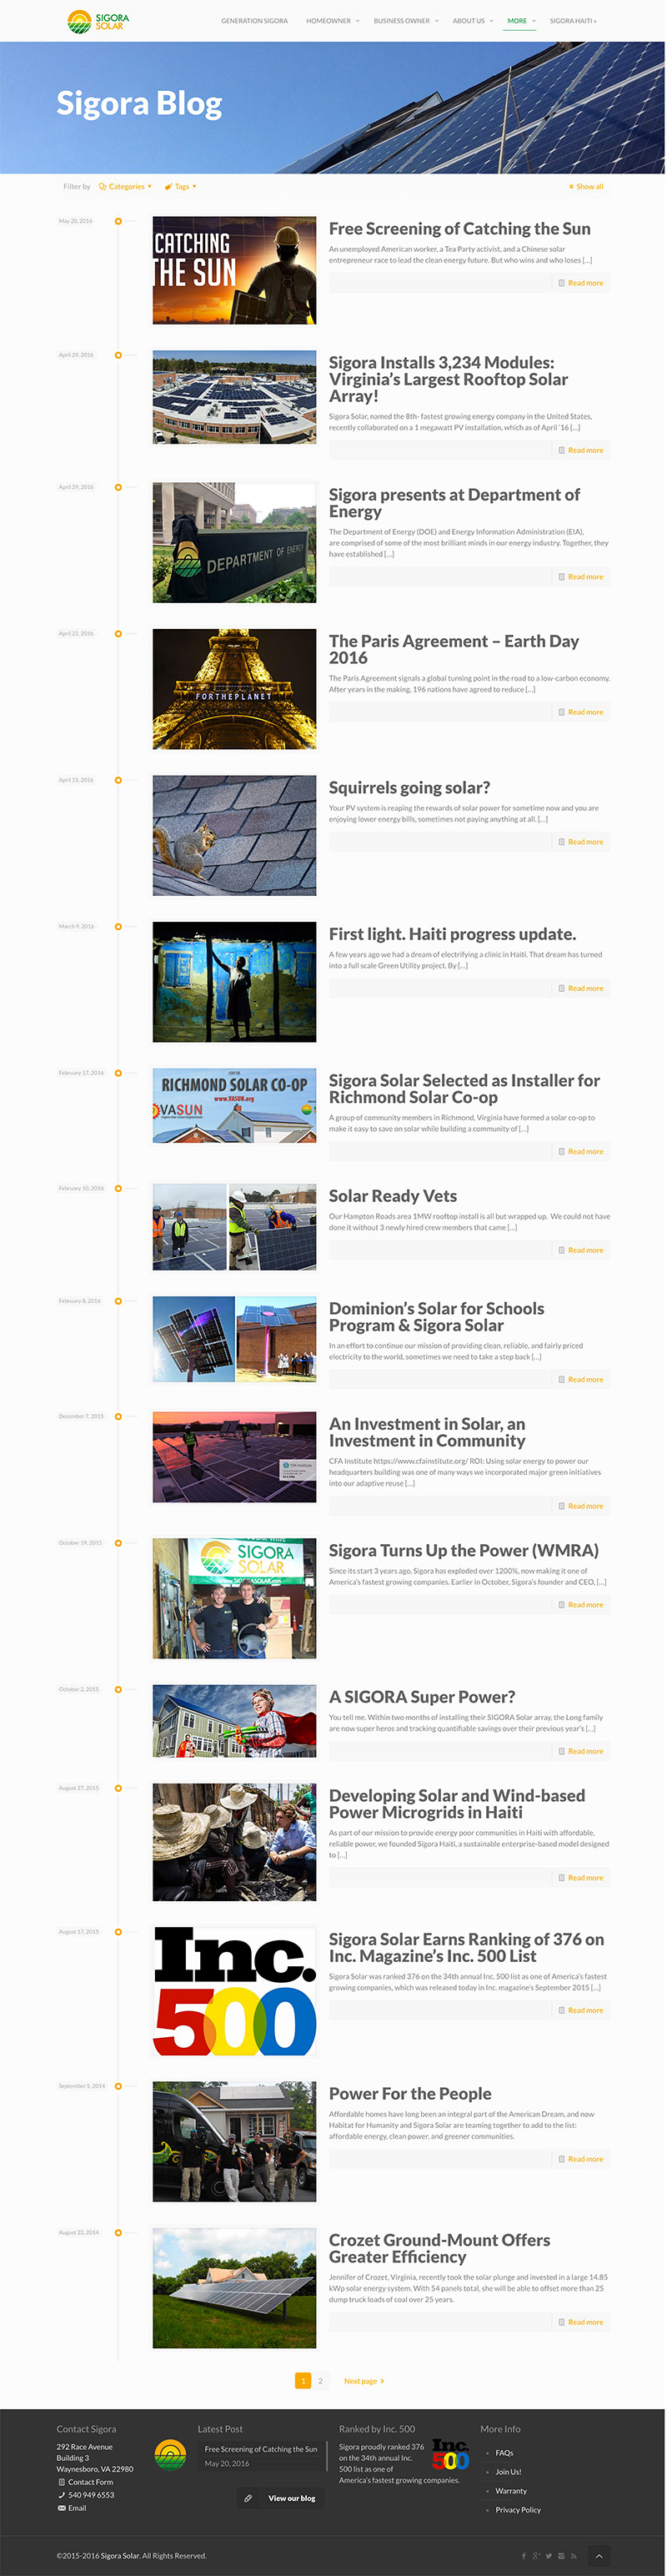 SIGORA
SOLAR
GENERATION SIGORA
HOMEOWNER
BUSINESS OWNER
ABOUT US
MORE
SIGORA HAITI »
Sigora Blog
Filter by
Categories
Tags
Show all
May 20, 2016
CATCHING
THE SUN
Free Screening of Catching the Sun
An unemployed American worker, a Tea Party activist, and a Chinese solar
entrepreneur race to lead the clean energy future. But who wins and who loses [...]
Read more
April 29, 2016
Sigora Installs 3,234 Modules:
Virginia's Largest Rooftop Solar
Array!
Sigora Solar, named the 8th- fastest growing energy company in the United States,
recently collaborated on a 1 megawatt PV installation, which as of April '16 [...]
Read more
April 29, 2016
DEPARTMENT OF ENERGY
Sigora presents at Department of
Energy
The Department of Energy (DOE) and Energy Information Administration (EIA),
are comprised of some of the most brilliant minds in our energy industry. Together, they
have established [...]
Read more
April 22, 2016
FORTHEPLANET
The Paris Agreement – Earth Day
2016
The Paris Agreement signals a global turning point in the road to a low-carbon economy.
After years in the making, 196 nations have agreed to reduce [...]
Read more
April 15, 2016
Squirrels going solar?
Your PV system is reaping the rewards of solar power for sometime now and you are
enjoying lower energy bills, sometimes not paying anything at all. [...]
Read more
March 9, 2016
First light. Haiti progress update.
A few years ago we had a dream of electrifying a clinic in Haiti. That dream has turned
into a full scale Green Utility project. By [...]
Read more
February 17, 2016
JOIN THE
RICHMOND SOLAR CO-OP
www.VASUN.org
VASUN
Sigora Solar Selected as Installer for
Richmond Solar Co-op
A group of community members in Richmond, Virginia have formed a solar co-op to
make it easy to save on solar while building a community of [...]
Read more
February 10, 2016
Solar Ready Vets
Our Hampton Roads area 1MW rooftop install is all but wrapped up. We could not have
done it without 3 newly hired crew members that came [...]
Read more
February 8, 2016
Dominion's Solar for Schools
Program & Sigora Solar
In an effort to continue our mission of providing clean, reliable, and fairly priced
electricity to the world, sometimes we need to take a step back [...]
Read more
December 7, 2015
An Investment in Solar, an
Investment in Community
CFA Institute https://www.cfainstitute.org/ ROI: Using solar energy to power our
headquarters building was one of many ways we incorporated major green initiatives
into our adaptive reuse [...]
Read more
October 19, 2015
SIGORA
SOLAR
Sigora Turns Up the Power (WMRA)
Since its start 3 years ago, Sigora has exploded over 1200%, now making it one of
America's fastest growing companies. Earlier in October, Sigora's founder and CEO, [...]
Read more
October 2, 2015
A SIGORA Super Power?
You tell me. Within two months of installing their SIGORA Solar array, the Long family
are now super heros and tracking quantifiable savings over their previous year's [...]
Read more
August 27, 2015
Developing Solar and Wind-based
Power Microgrids in Haiti
As part of our mission to provide energy poor communities in Haiti with affordable,
reliable power, we founded Sigora Haiti, a sustainable enterprise-based model designed
to [...]
Read more
August 17, 2015
Inc.
500
Sigora Solar Earns Ranking of 376 on
Inc. Magazine's Inc. 500 List
Sigora Solar was ranked 376 on the 34th annual Inc. 500 list as one of America's fastest
growing companies, which was released today in Inc. magazine's September 2015 [...]
Read more
September 5, 2014
Power For the People
Affordable homes have long been an integral part of the American Dream, and now
Habitat for Humanity and Sigora Solar are teaming together to add to the list:
affordable energy, clean power, and greener communities.
Read more
August 22, 2014
Crozet Ground-Mount Offers
Greater Efficiency
Jennifer of Crozet, Virginia, recently took the solar plunge and invested in a large 14.85
kWp solar energy system. With 54 panels total, she will be able to offset more than 25
dump truck loads of coal over 25 years.
Read more
1
2
Next page
Contact Sigora
292 Race Avenue
Building 3
Waynesboro, VA 22980
Contact Form
540 949 6553
Email
Latest Post
Free Screening of Catching the Sun
May 20, 2016
View our blog
Ranked by Inc. 500
Sigora proudly ranked 376
on the 34th annual Inc.
500 list as one of
America's fastest growing companies.
Inc.
500
More Info
FAQs
Join Us!
Warranty
Privacy Policy
©2015-2016 Sigora Solar. All Rights Reserved.